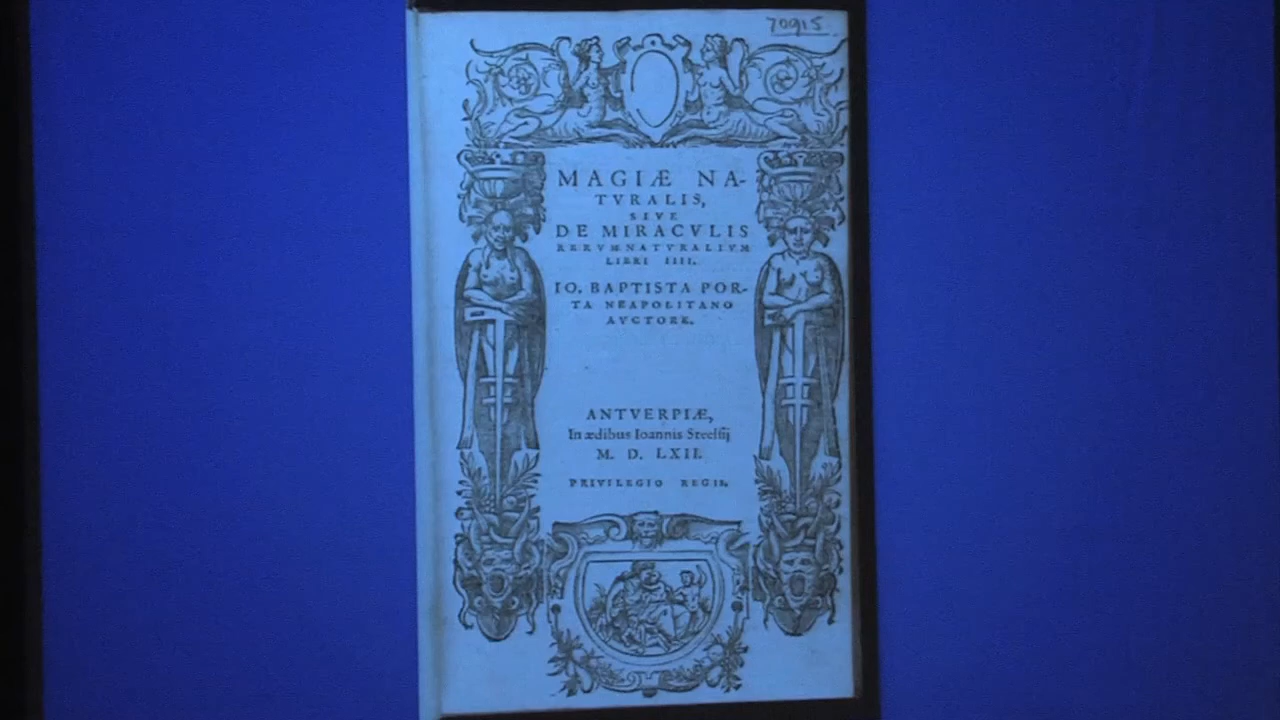 70915
MAGIÆ NA-
TVRALIS,
SIVE
DE MIRACVLIS
RERVM NATVRALIVM
LIBRI IIII.
IO. BAPTISTA POR-
TA NEAPOLITANO
AVCTORE.
ANTVERPIÆ,
In ædibus Ioannis Steelsij
M. D. LXII.
PRIVILEGIO REGIS.